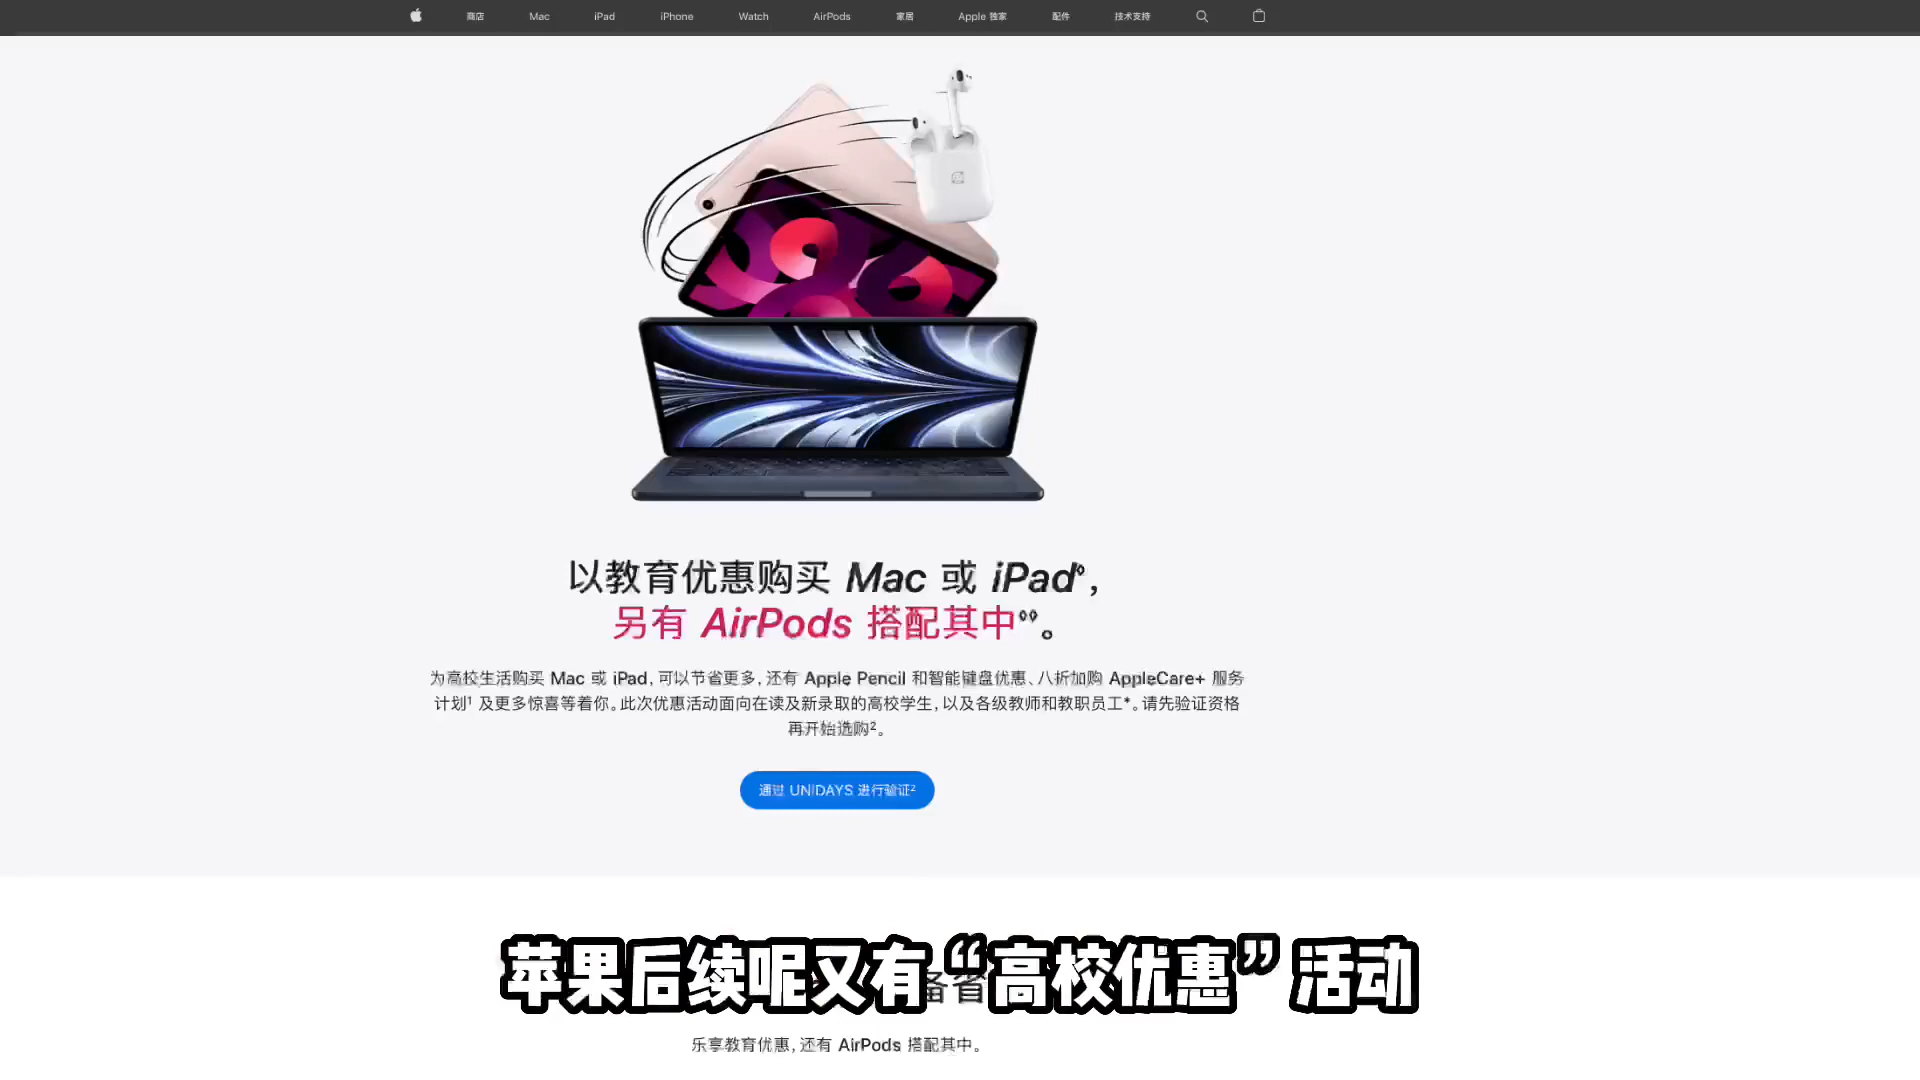 商店 Mac iPad iPhone Watch AirPods 家居 Apple 独家 配件 技术支持
以教育优惠购买 Mac 或 iPad◊,
另有 AirPods 搭配其中◊◊。
为高校生活购买 Mac 或 iPad, 可以节省更多, 还有 Apple Pencil 和智能键盘优惠、八折加购 AppleCare+ 服务
计划¹ 及更多惊喜等着你。此次优惠活动面向在读及新录取的高校学生, 以及各级教师和教职员工*。请先验证资格
再开始选购²。
通过 UNiDAYS 进行验证²
苹果后续呢又有“高校优惠”活动
乐享教育优惠, 还有 AirPods 搭配其中。